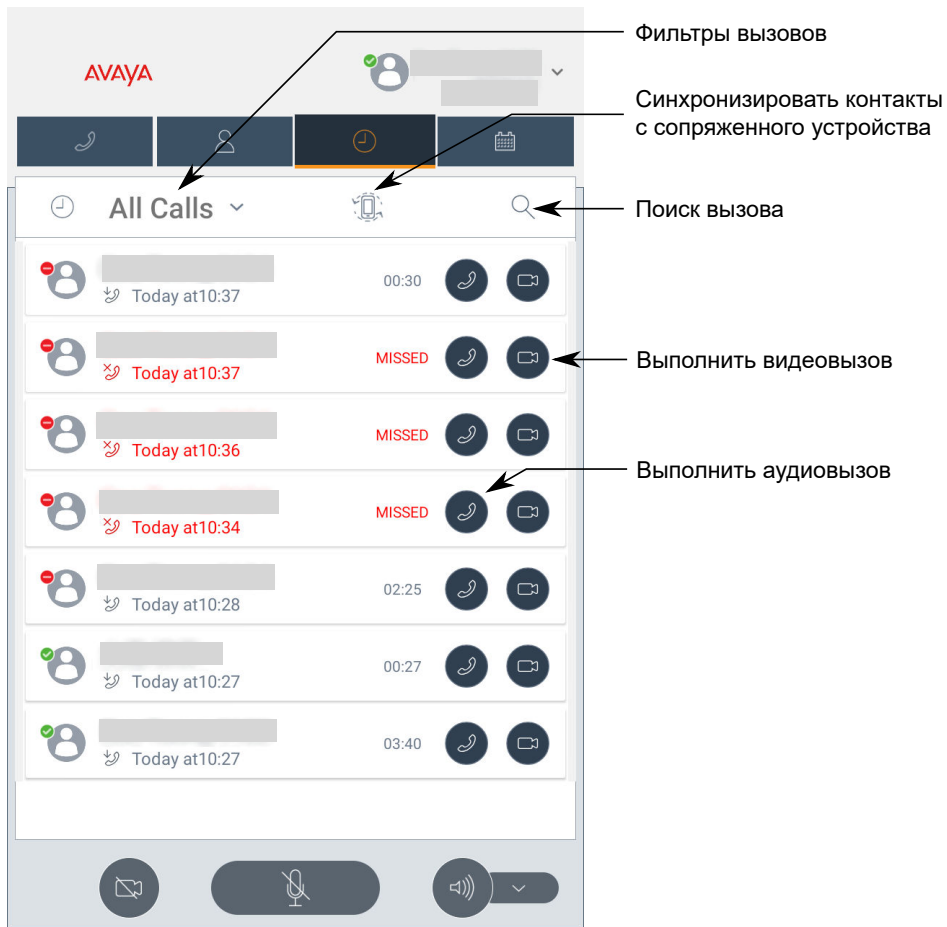 Фильтры вызовов
AVAYA
Синхронизировать контакты
с сопряженного устройства
All Calls
Поиск вызова
00:30
Today at10:37
MISSED
Выполнить видеовызов
Today at10:37
MISSED
Today at10:36
Выполнить аудиовызов
MISSED
Today at10:34
02:25
Today at10:28
00:27
Today at10:27
03:40
Today at10:27